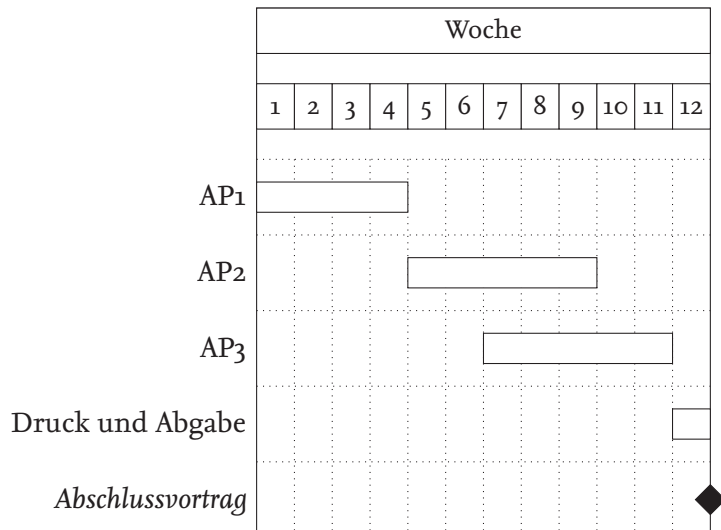 Woche
1 2 3 4 5 6 7 8 9 10 11 12
AP1
AP2
AP3
Druck und Abgabe
Abschlussvortrag